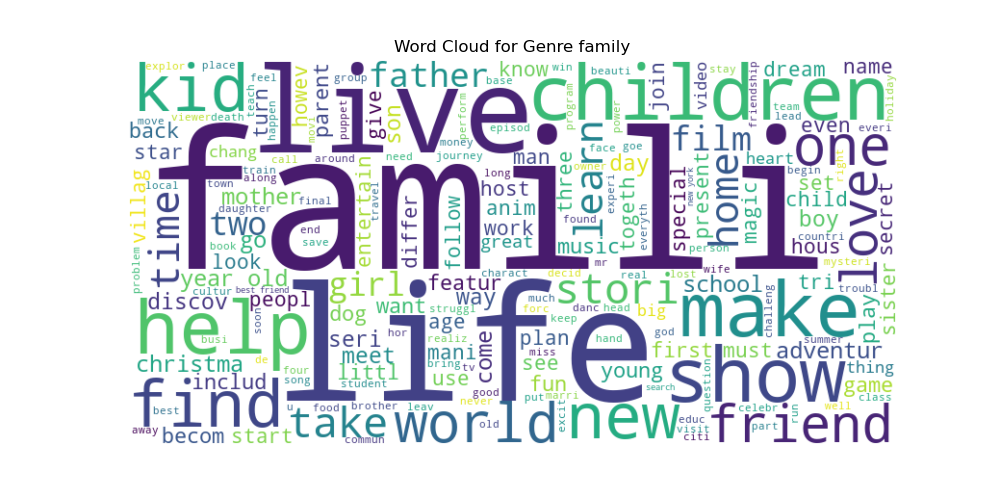 Word Cloud for Genre family
explor place feel group father know win beauti dream stay name
kid live base children
move teach turn howev parent give son perform episod program power join video friendship team lead holiday
viewer death happen movi puppet money face goe film even everi
back star chang call around need journey man learn heart one
famili
villag local train along town mother entertain travel differ follow long host anim work great three owner experi day togeth everyth special new york present home magic begin set child boy right love secret
time two daughter final end save found music person countri hous
problem go book look mr mysteri
year old girl charact decid stori real lost wife school tri troubl
cultur best friend dog featur way much forc danc head keep big god make challeng summer play sister
discov peopl want struggl age plan hand
help life
busi soon seri hor realiz mani come miss first must adventur
christma de meet tv see young show thing
includ four littl bring use good fun search question game
find song student never put marri class
u food brother leav excit best
take world new educ celebr run well friend
away becom start commun old visit citi part